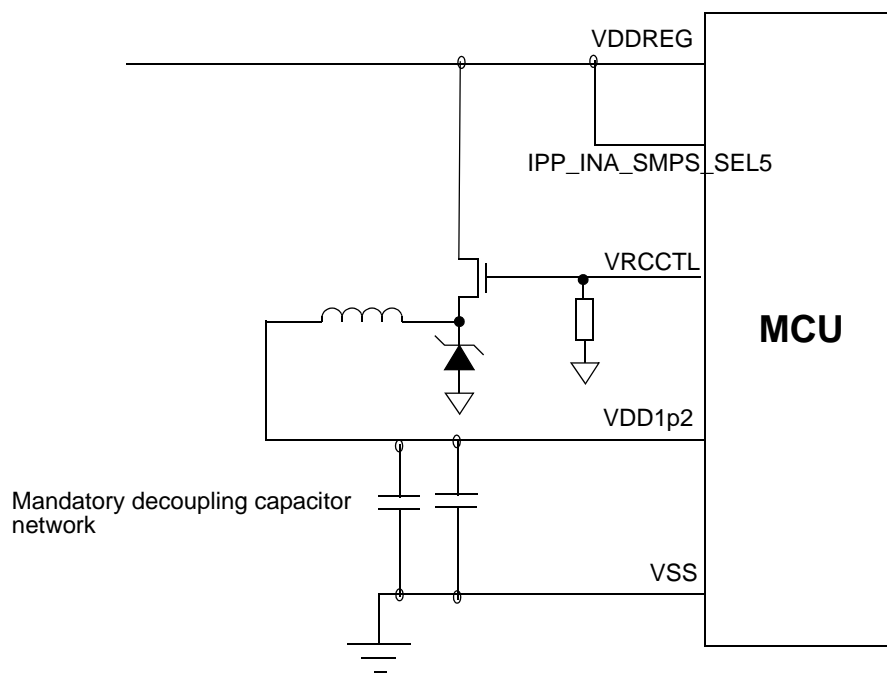 VDDREG
IPP_INA_SMPS_SEL5
VRCCTL
MCU
VDD1p2
Mandatory decoupling capacitor
network
VSS